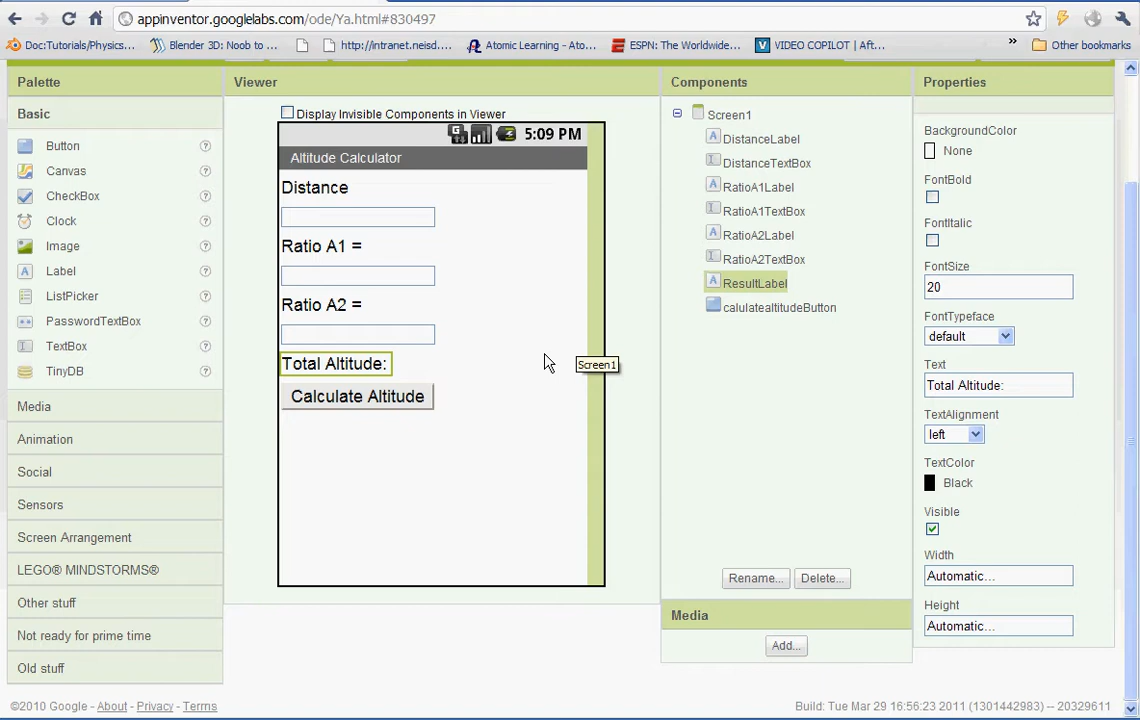 appinventor.googlelabs.com/ode/Ya.html#830497
Doc:Tutorials/Physics...
Blender 3D: Noob to ...
http://intranet.neisd....
Atomic Learning - Ato...
ESPN: The Worldwide...
VIDEO COPILOT | Aft...
»
Other bookmarks
Palette
Viewer
Components
Properties
Basic
Button
Canvas
CheckBox
Clock
Image
Label
ListPicker
PasswordTextBox
TextBox
TinyDB
Media
Animation
Social
Sensors
Screen Arrangement
LEGO® MINDSTORMS®
Other stuff
Not ready for prime time
Old stuff
Display Invisible Components in Viewer
5:09 PM
Altitude Calculator
Distance
Ratio A1 =
Ratio A2 =
Total Altitude:
Calculate Altitude
Screen1
Screen1
DistanceLabel
DistanceTextBox
RatioA1Label
RatioA1TextBox
RatioA2Label
RatioA2TextBox
ResultLabel
calulatealtitudeButton
Rename...
Delete...
Media
Add...
BackgroundColor
None
FontBold
FontItalic
FontSize
20
FontTypeface
default
Text
Total Altitude:
TextAlignment
left
TextColor
Black
Visible
Width
Automatic...
Height
Automatic...
©2010 Google - About - Privacy - Terms
Build: Tue Mar 29 16:56:23 2011 (1301442983) -- 20329611